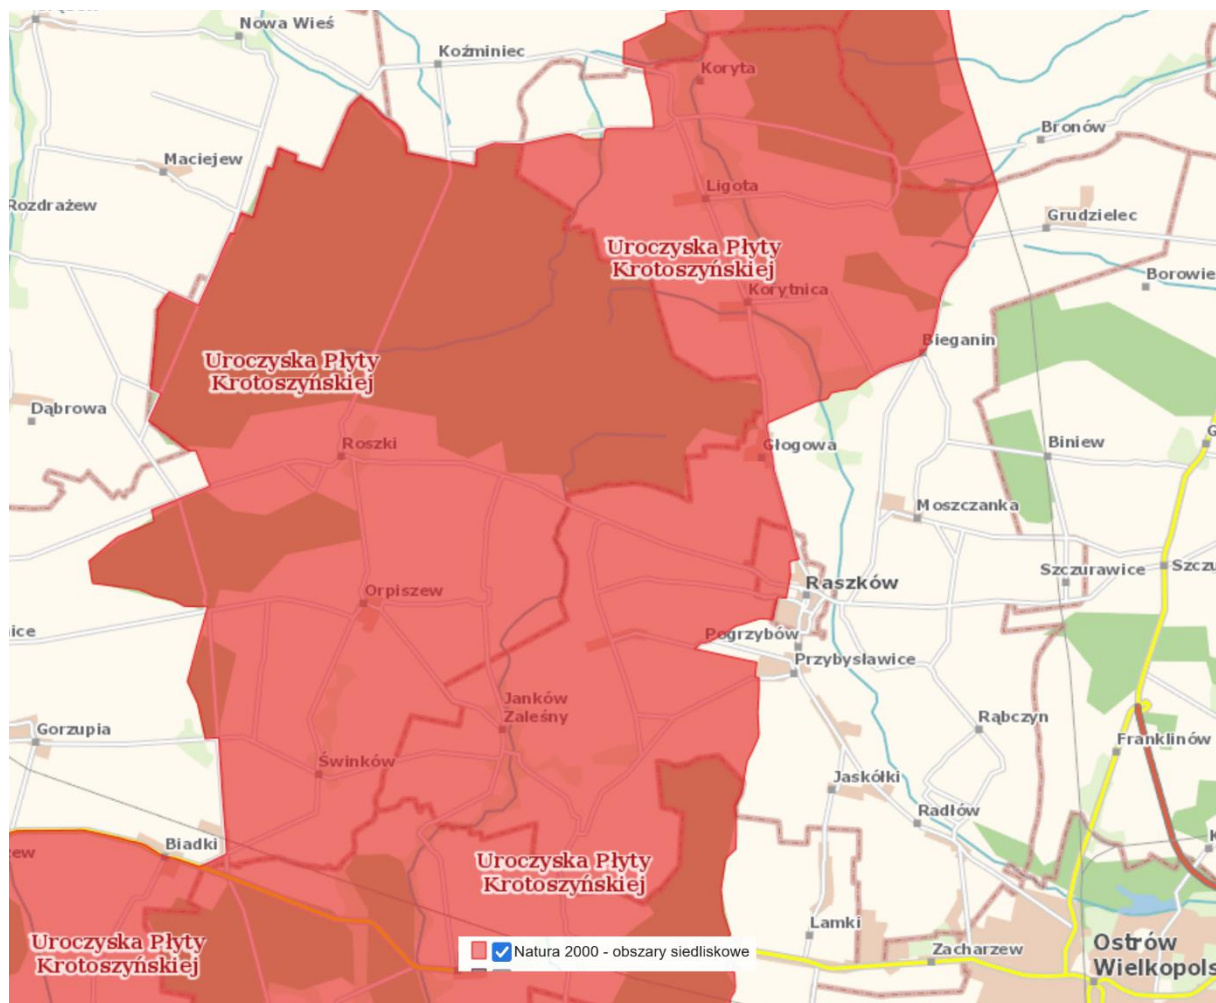 Nowa Wieś
Koźminiec
Koryta
Bronów
Maciejew
Ligota
Rozdrażew
Grudzielec
Uroczyska Płyty
Krotoszyńskiej
Borowie
Korytnica
Bieganin
Uroczyska Płyty
Krotoszyńskiej
Dąbrowa
Roszki
Głogowa
Biniew
G
Moszczanka
Orpiszew
Raszków
Szczurawice
Szczu
ice
Pogrzybów
Przybysławice
Janków
Zaleśny
Gorzupia
Rąbczyn
Franklinów
Świnków
Jaskółki
Radłów
Biadki
zew
K
Uroczyska Płyty
Krotoszyńskiej
Lamki
Uroczyska Płyty
Krotoszyńskiej
Natura 2000 - obszary siedliskowe
Zacharzew
Ostrów
Wielkopols